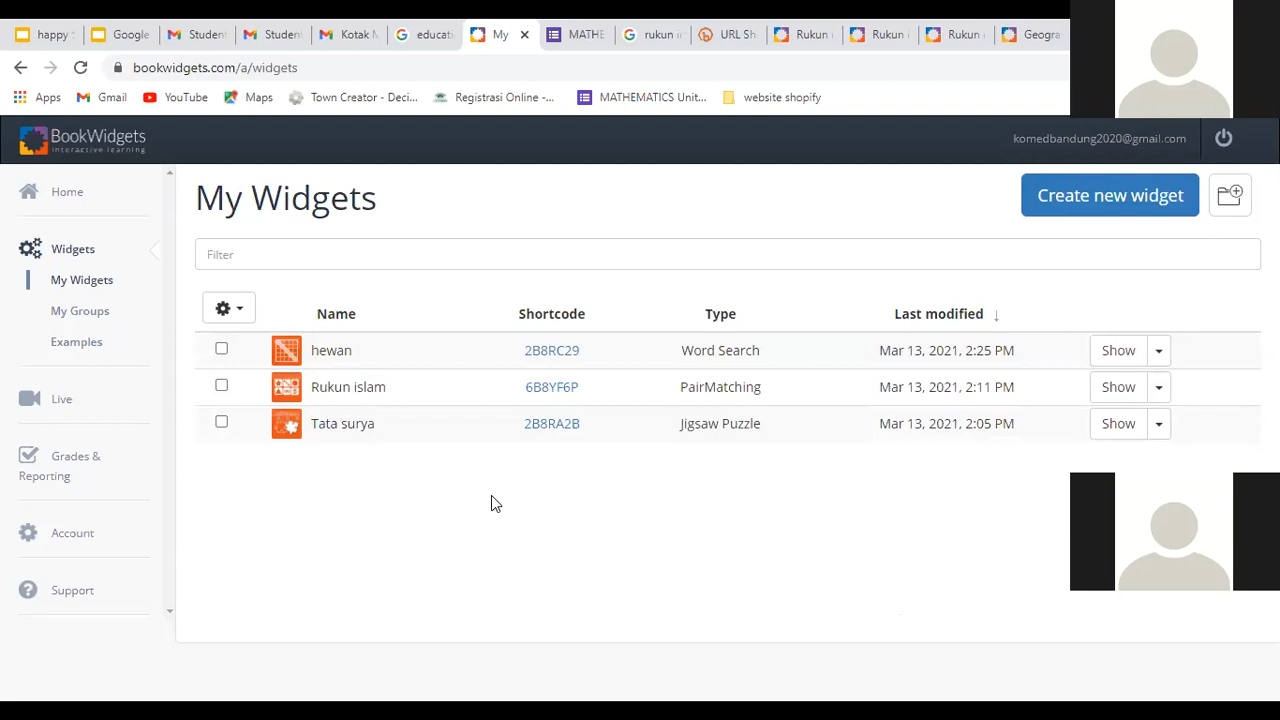 happy Google Student Studen Kotak M educati My MATHE rukun i URL Sh Rukun Rukun Rukun Geogra
bookwidgets.com/a/widgets
Apps Gmail YouTube Maps Town Creator - Deci... Registrasi Online -... MATHEMATICS Unit... website shopify
BookWidgets
interactive learning
komedbandung2020@gmail.com
Home
My Widgets
Create new widget
Widgets
Filter
My Widgets
My Groups
Name Shortcode Type Last modified ↓
Examples
hewan 2B8RC29 Word Search Mar 13, 2021, 2:25 PM Show
Rukun islam 6B8YF6P PairMatching Mar 13, 2021, 2:11 PM Show
Live
Tata surya 2B8RA2B Jigsaw Puzzle Mar 13, 2021, 2:05 PM Show
Grades &
Reporting
Account
Support